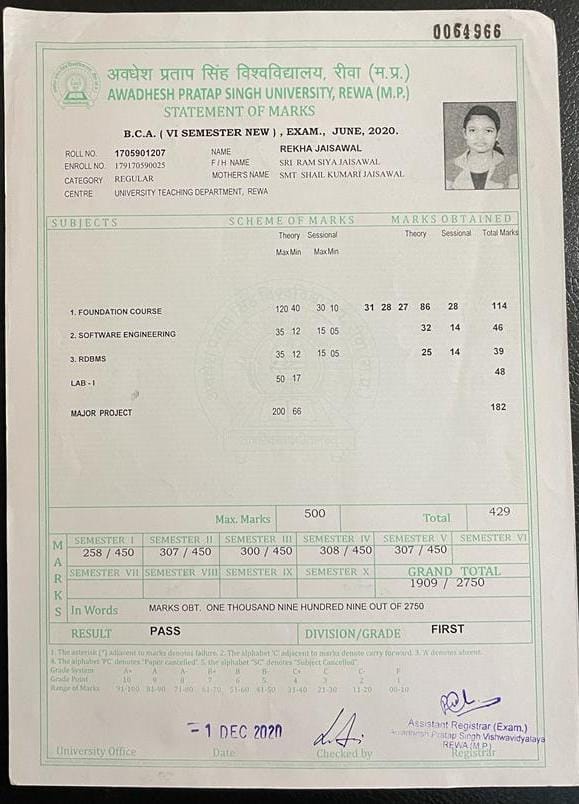 0064966
अवधेश प्रताप सिंह विश्वविद्यालय, रीवा (म.प्र.)
AWADHESH PRATAP SINGH UNIVERSITY, REWA (M.P.)
STATEMENT OF MARKS
B.C.A. ( VI SEMESTER NEW ) , EXAM., JUNE, 2020.
ROLL NO. 1705901207 NAME REKHA JAISAWAL
ENROLL NO. 179170590025 F / H NAME SRI RAM SIYA JAISAWAL
CATEGORY REGULAR MOTHER'S NAME SMT SHAIL KUMARI JAISAWAL
CENTRE UNIVERSITY TEACHING DEPARTMENT, REWA
SUBJECTS SCHEME OF MARKS MARKS OBTAINED
Theory Sessional Theory Sessional Total Marks
Max Min Max Min
1. FOUNDATION COURSE 120 40 30 10 31 28 27 86 28 114
2. SOFTWARE ENGINEERING 35 12 15 05 32 14 46
3. RDBMS 35 12 15 05 25 14 39
LAB - I 50 17 48
MAJOR PROJECT 200 66 182
Max. Marks 500 Total 429
MARKS
SEMESTER I SEMESTER II SEMESTER III SEMESTER IV SEMESTER V SEMESTER VI
258 / 450 307 / 450 300 / 450 308 / 450 307 / 450
SEMESTER VII SEMESTER VIII SEMESTER IX SEMESTER X GRAND TOTAL
1909 / 2750
In Words MARKS OBT. ONE THOUSAND NINE HUNDRED NINE OUT OF 2750
RESULT PASS DIVISION/GRADE FIRST
1. The asterisk (*) adjacent to marks denotes failure. 2. The alphabet 'C' adjacent to marks denote carry forward. 3. 'A' denotes absent.
4. The alphabet 'PC' denotes "Paper cancelled". 5. the alphabet "SC" denotes "Subject Cancelled".
Grade System A+ A A- B+ B B- C+ C C- F
Grade Point 10 9 8 7 6 5 4 3 2 1
Range of Marks 91-100 81-90 71-80 61-70 51-60 41-50 31-40 21-30 11-20 00-10
- 1 DEC 2020
Assistant Registrar (Exam.)
Awadhesh Pratap Singh Vishwavidyalaya
REWA (M.P.)
University Office Date Checked by Registrar